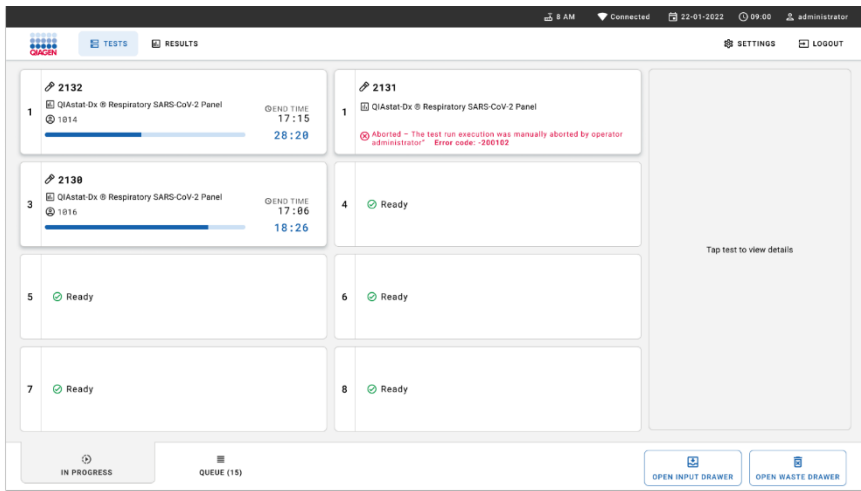 8 AM Connected 22-01-2022 09:00 administrator
QIAGEN TESTS RESULTS SETTINGS LOGOUT
1
2132
QIAstat-Dx ® Respiratory SARS-CoV-2 Panel
1014
END TIME
17:15
28:20
1
2131
QIAstat-Dx ® Respiratory SARS-CoV-2 Panel
Aborted – The test run execution was manually aborted by operator
administrator" Error code: -200102
3
2130
QIAstat-Dx ® Respiratory SARS-CoV-2 Panel
1016
END TIME
17:06
18:26
4 Ready
5 Ready
6 Ready
7 Ready
8 Ready
Tap test to view details
IN PROGRESS
QUEUE (15)
OPEN INPUT DRAWER
OPEN WASTE DRAWER